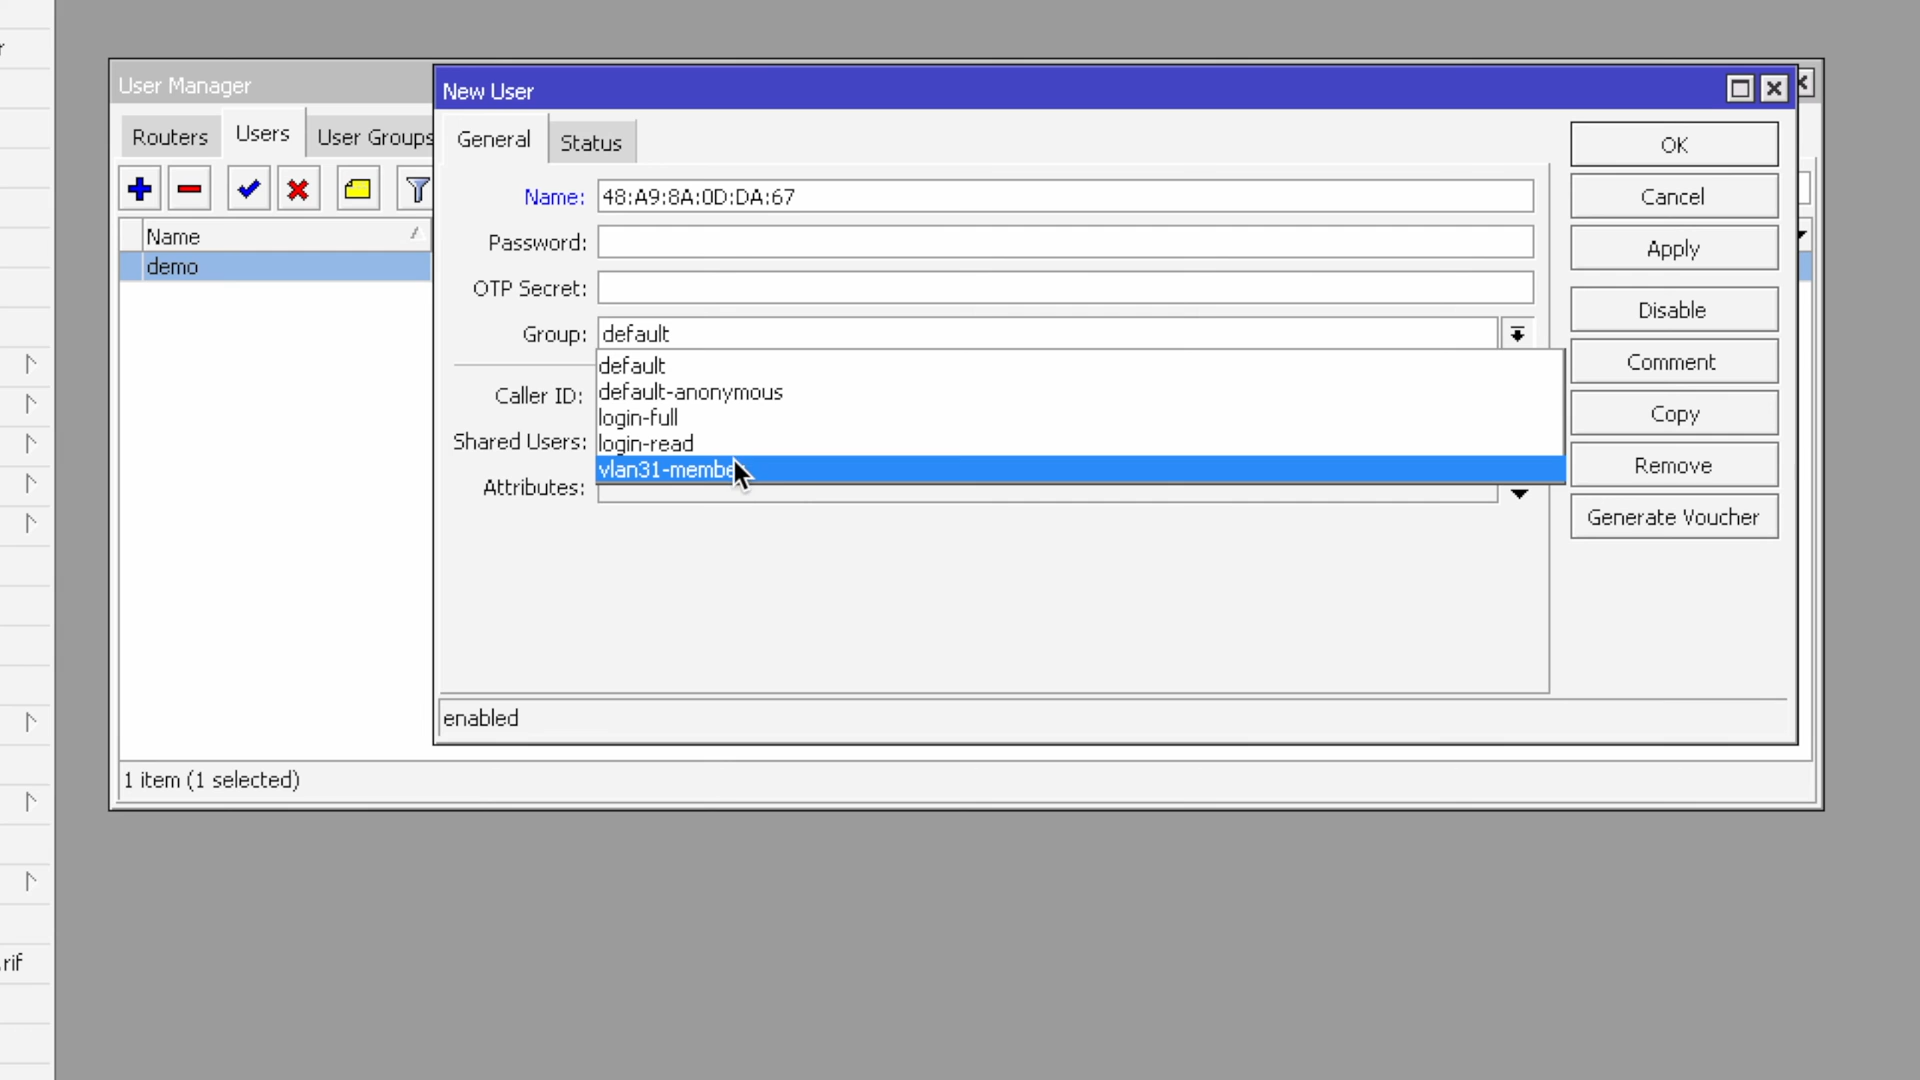 r
User Manager
New User
Routers
Users
User Groups
General
Status
OK
Name:
48:A9:8A:0D:DA:67
Cancel
Password:
Apply
OTP Secret:
Group:
default
Disable
default
default-anonymous
login-full
login-read
Comment
Caller ID:
Copy
Shared Users:
Remove
Attributes:
Generate Voucher
Name
demo
enabled
1 item (1 selected)
.rif